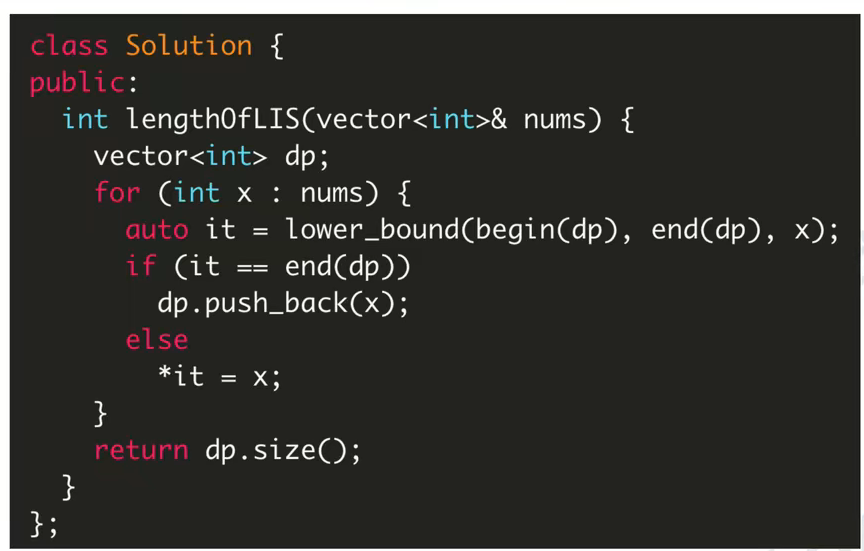 class Solution {
public:
  int lengthOfLIS(vector<int>& nums) {
    vector<int> dp;
    for (int x : nums) {
      auto it = lower_bound(begin(dp), end(dp), x);
      if (it == end(dp))
        dp.push_back(x);
      else
        *it = x;
    }
    return dp.size();
  }
};